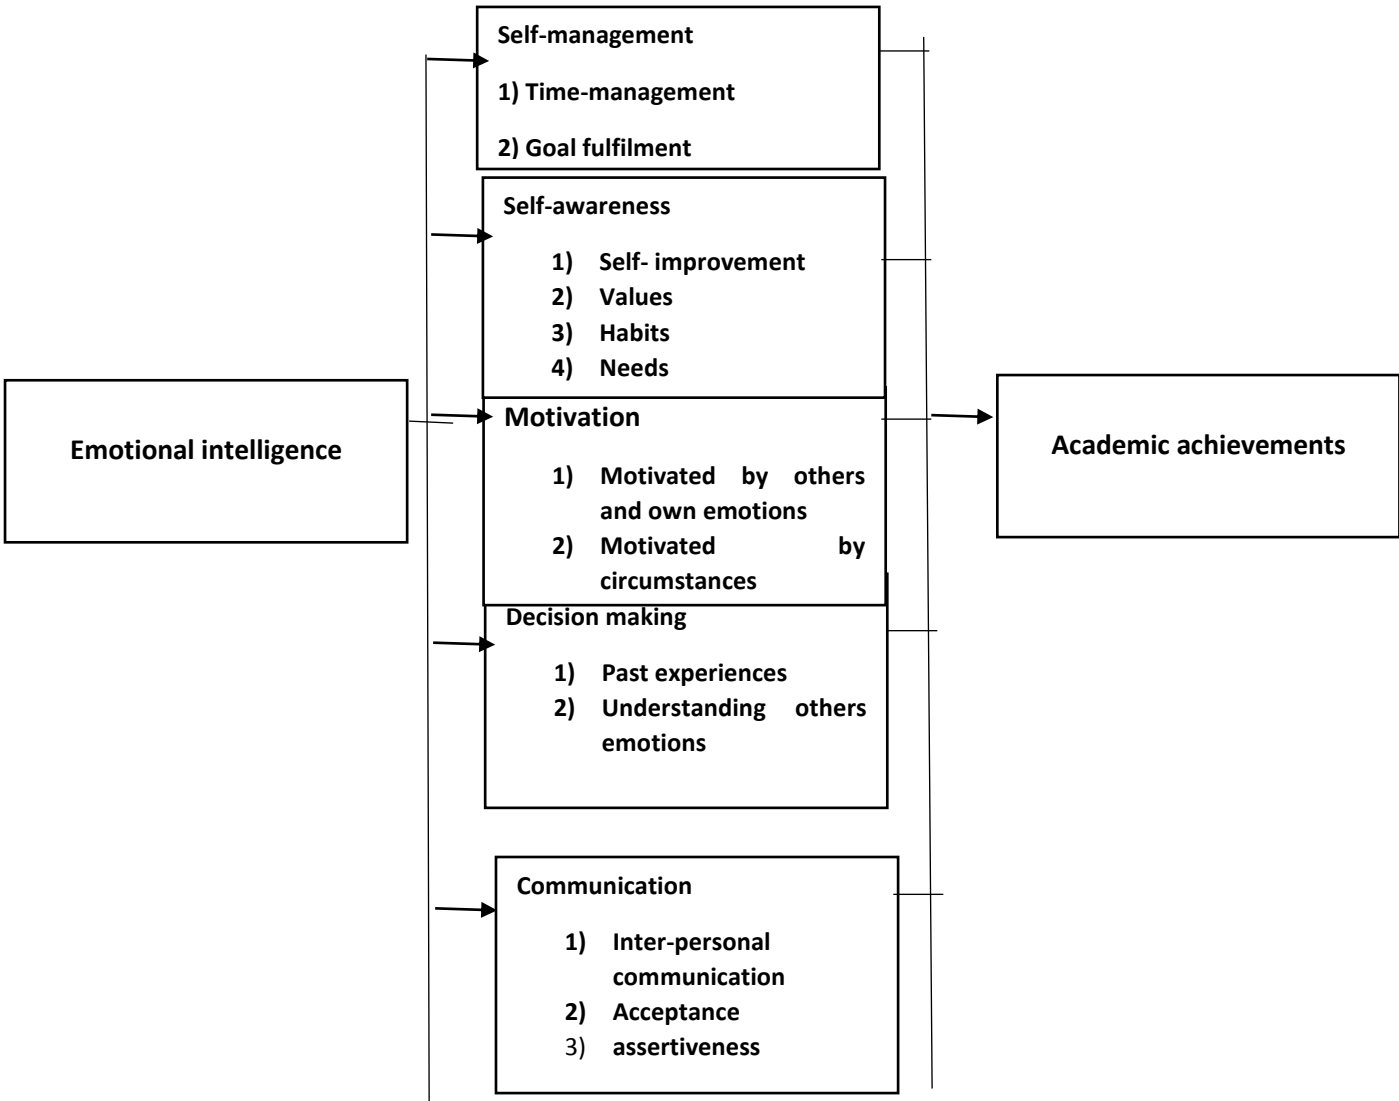 Self-management
1) Time-management
2) Goal fulfilment
Self-awareness
1) Self- improvement
2) Values
3) Habits
4) Needs
Emotional intelligence
Motivation
1) Motivated by others
and own emotions
2) Motivated by
circumstances
Academic achievements
Decision making
1) Past experiences
2) Understanding others
emotions
Communication
1) Inter-personal
communication
2) Acceptance
3) assertiveness